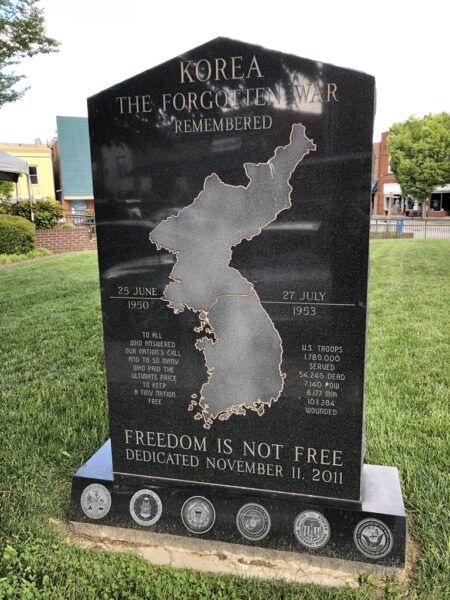 KOREA
THE FORGOTTEN WAR
REMEMBERED
25 JUNE
1950
27 JULY
1953
TO ALL
WHO ANSWERED
OUR NATION'S CALL
AND TO SO MANY
WHO PAID THE
ULTIMATE PRICE
TO KEEP
A TINY NATION
FREE
U.S. TROOPS
1,789,000
SERVED
54,246 DEAD
7,140 POW
8,177 MIA
103,284
WOUNDED
FREEDOM IS NOT FREE
DEDICATED NOVEMBER 11, 2011